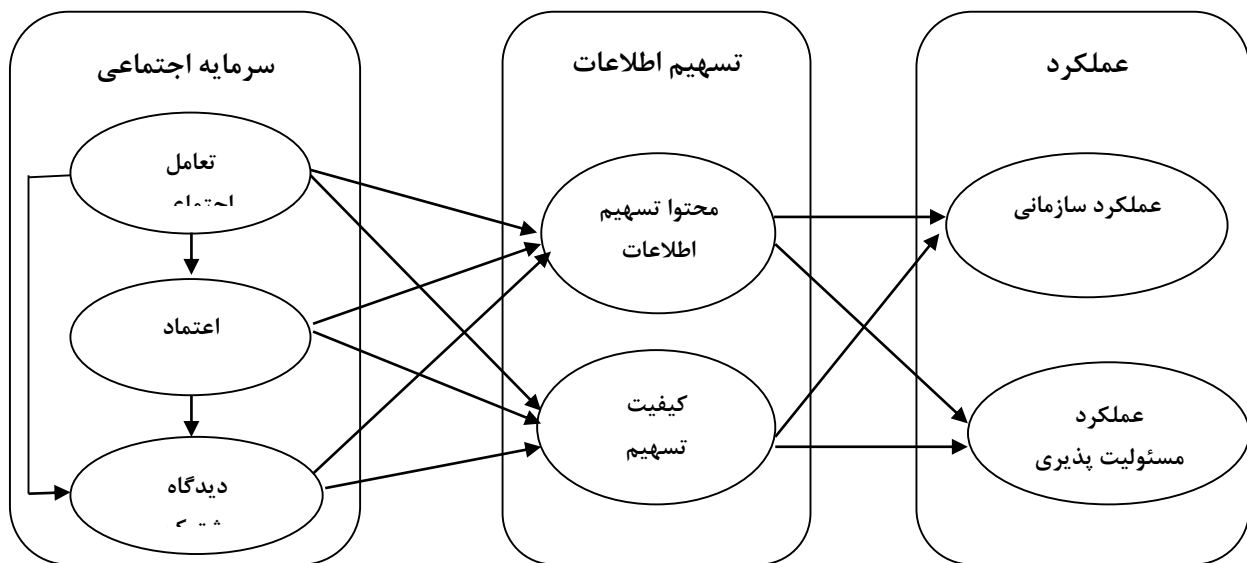 سرمایه اجتماعی
تعامل
اعتماد
دیدگاه
تسهیم اطلاعات
محتوا تسهیم
اطلاعات
کیفیت
تسهیم
عملکرد
عملکرد سازمانی
عملکرد
مسئولیت پذیری